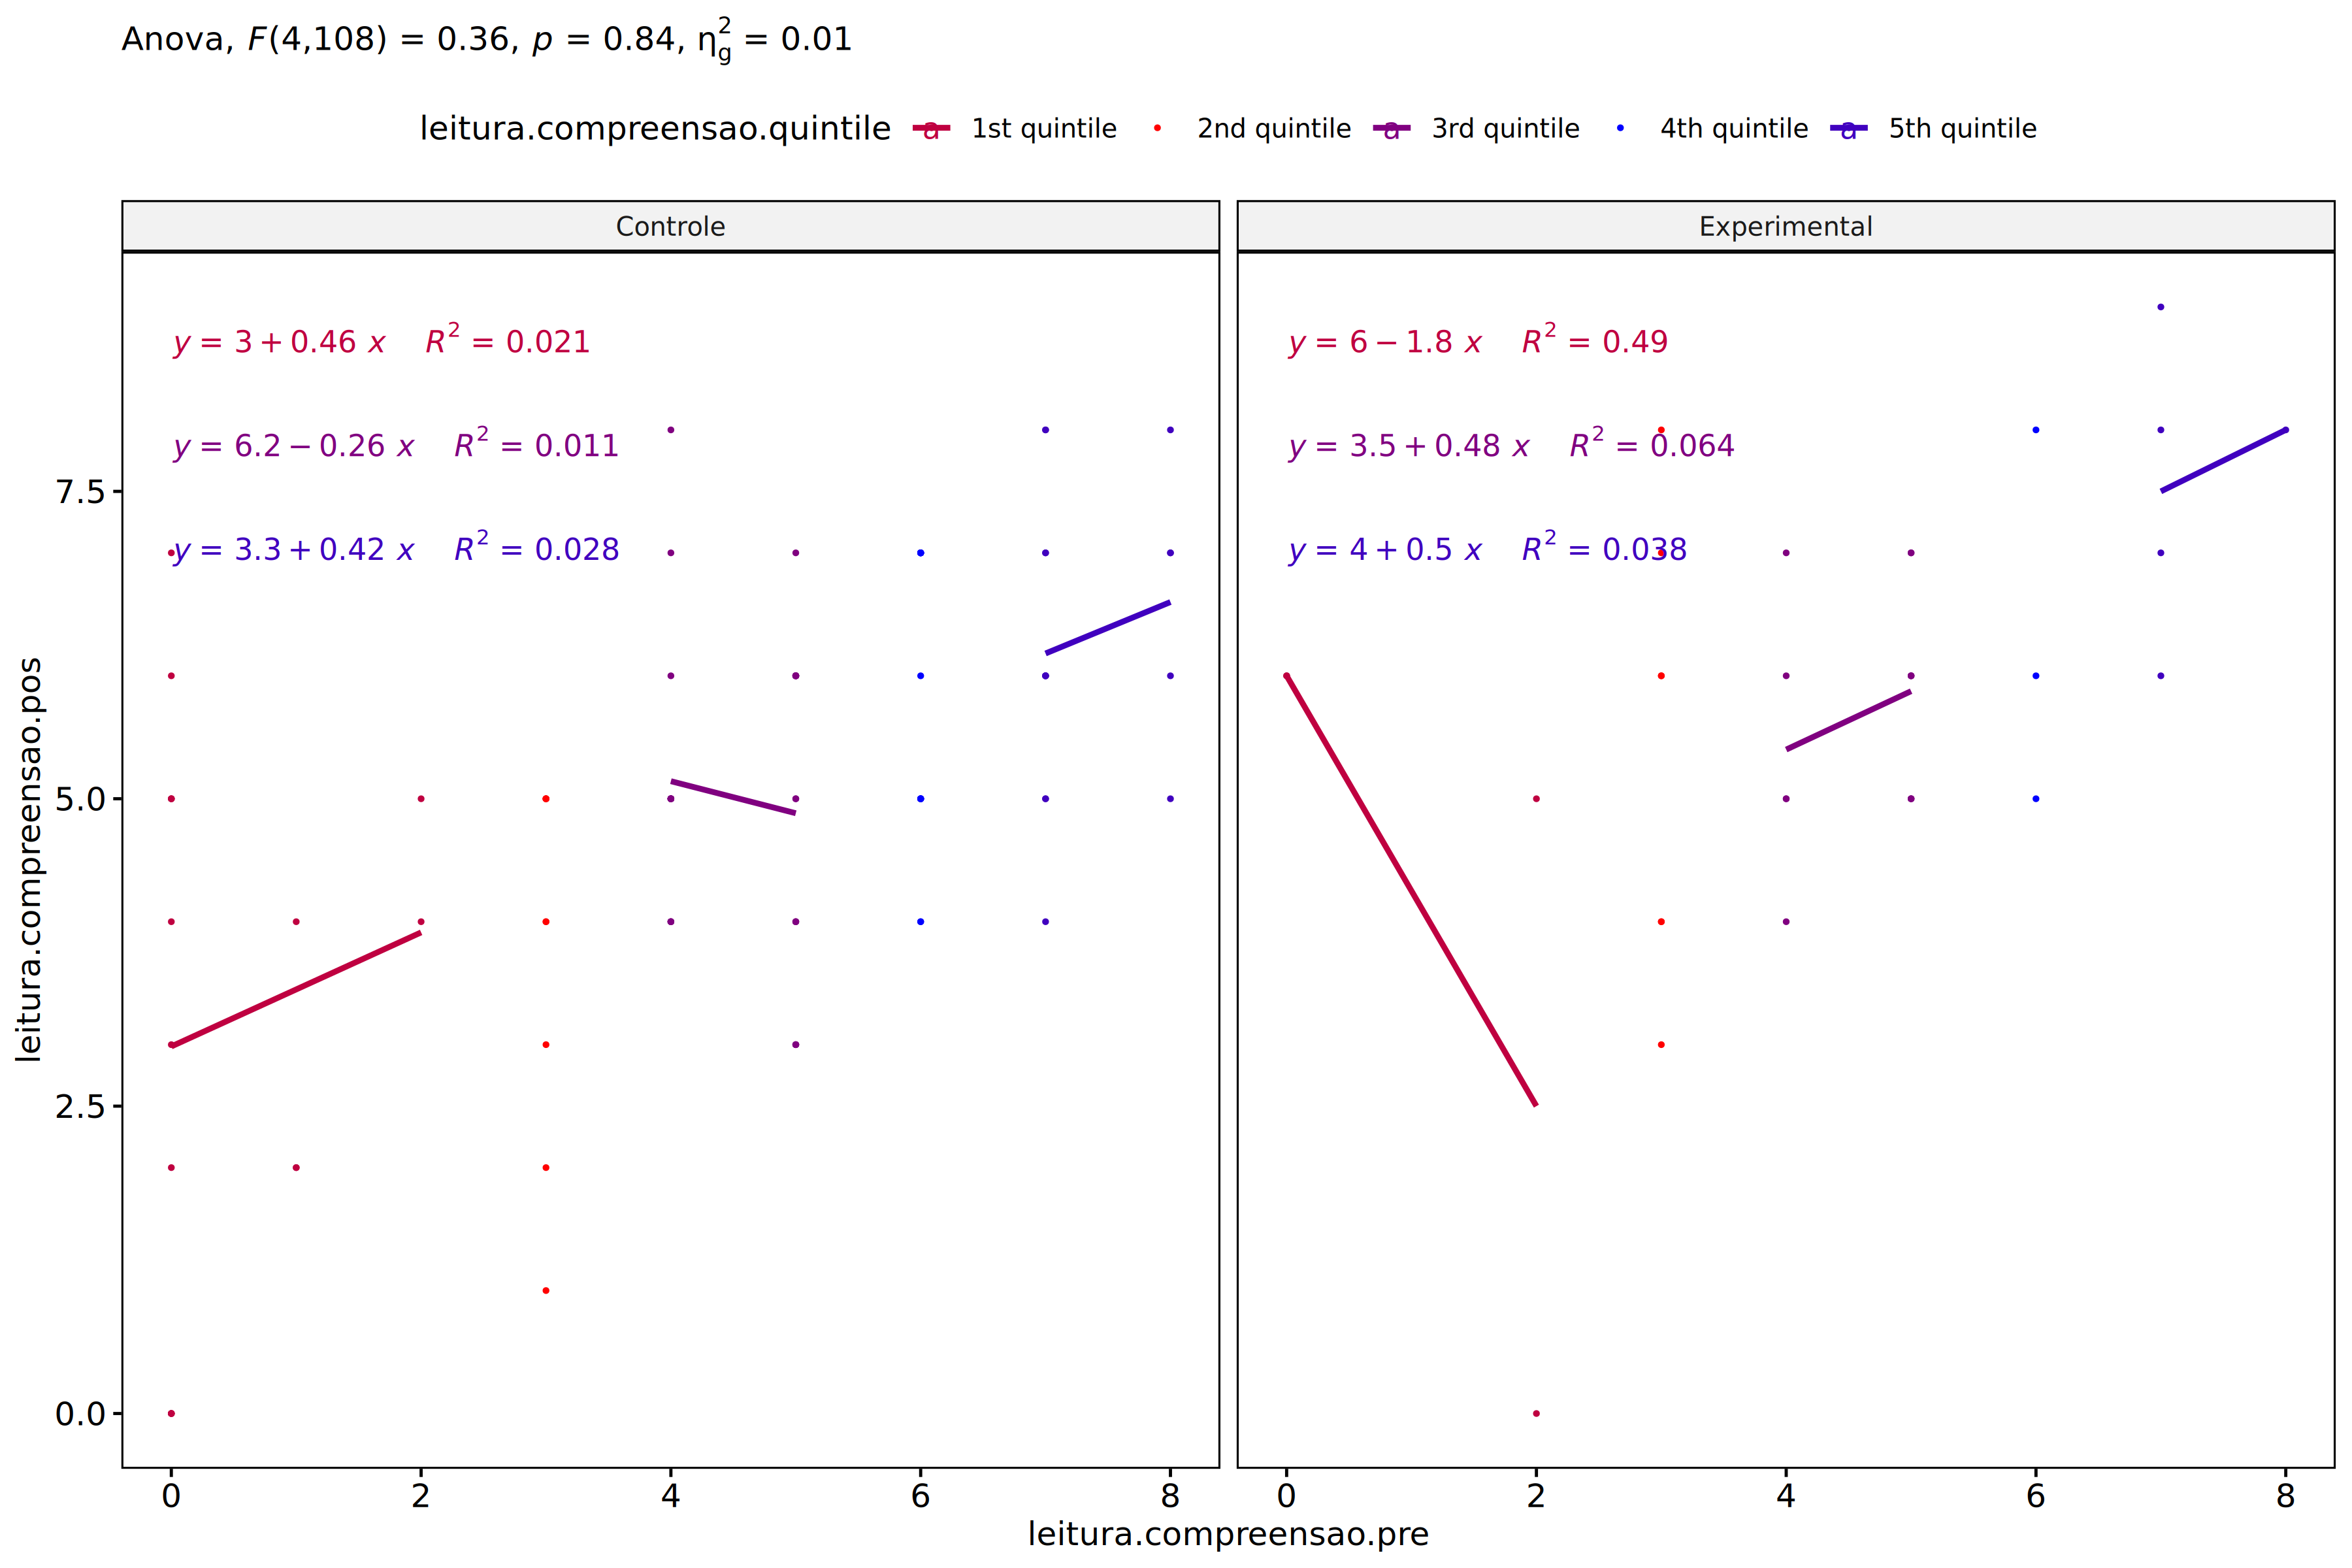 Anova, F(4,108) = 0.36, p = 0.84, η²g = 0.01
leitura.compreensao.quintile a 1st quintile 2nd quintile a 3rd quintile 4th quintile a 5th quintile
Controle
Experimental
y = 3 + 0.46 x R² = 0.021
y = 6.2 − 0.26 x R² = 0.011
y = 3.3 + 0.42 x R² = 0.028
y = 6 − 1.8 x R² = 0.49
y = 3.5 + 0.48 x R² = 0.064
y = 4 + 0.5 x R² = 0.038
leitura.compreensao.pos
7.5
5.0
2.5
0.0
0 2 4 6 8
0 2 4 6 8
leitura.compreensao.pre